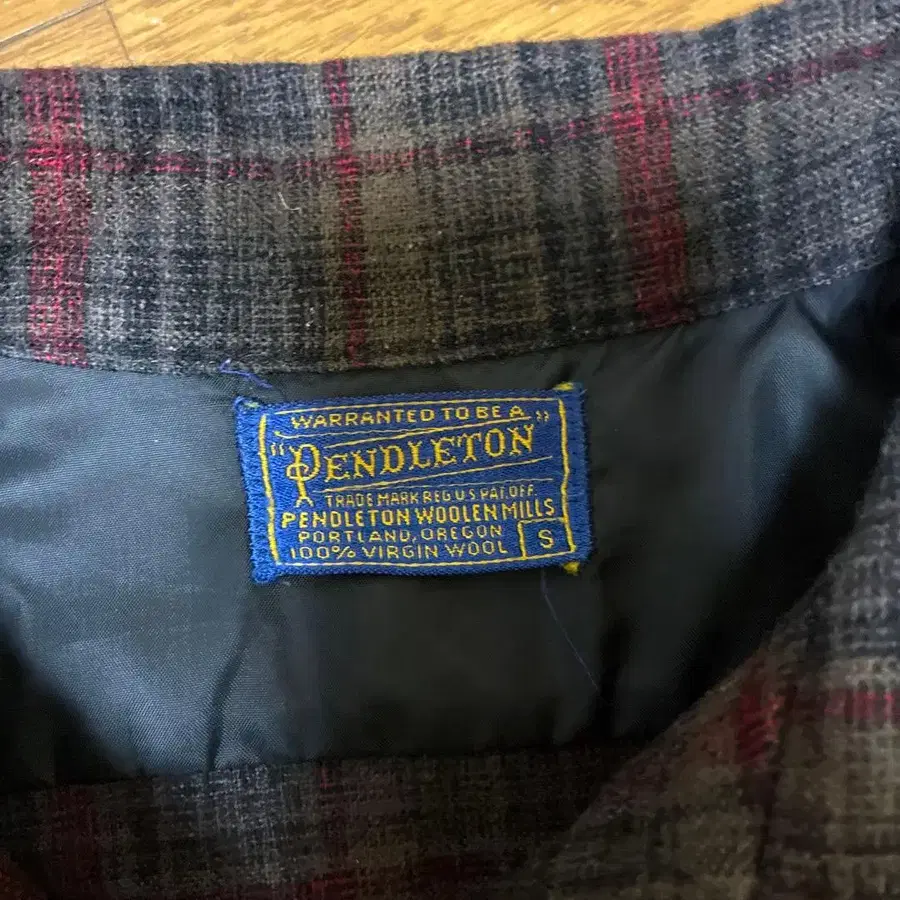 WARRANTED TO BE A
"PENDLETON"
TRADE MARK REG U S PAT. OFF.
PENDLETON WOOLEN MILLS
PORTLAND, OREGON
100% VIRGIN WOOL S